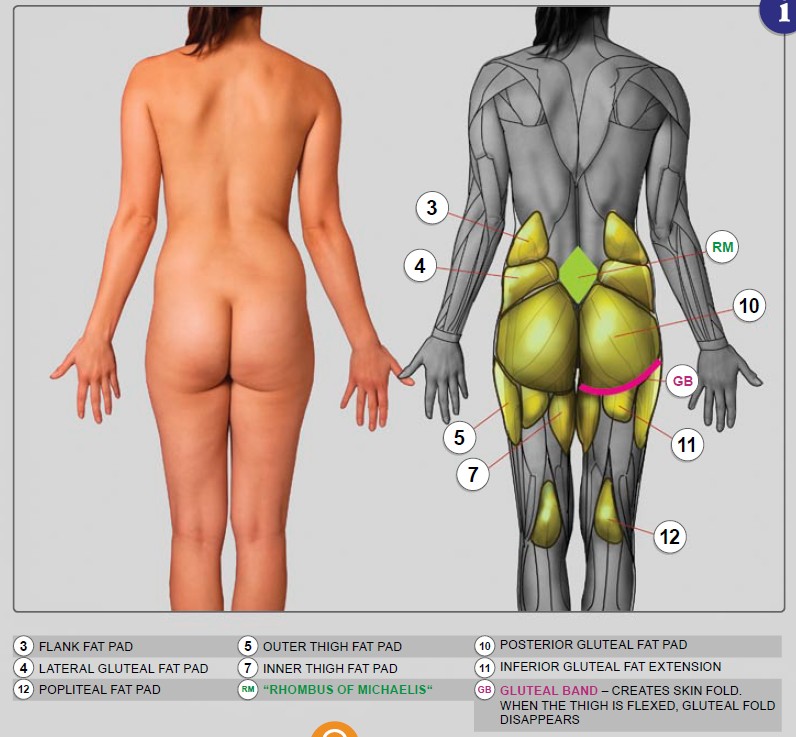 1
3
4
RM
10
GB
5
7
11
12
3 FLANK FAT PAD
4 LATERAL GLUTEAL FAT PAD
12 POPLITEAL FAT PAD
5 OUTER THIGH FAT PAD
7 INNER THIGH FAT PAD
RM "RHOMBUS OF MICHAELIS"
10 POSTERIOR GLUTEAL FAT PAD
11 INFERIOR GLUTEAL FAT EXTENSION
GB GLUTEAL BAND – CREATES SKIN FOLD.
WHEN THE THIGH IS FLEXED, GLUTEAL FOLD
DISAPPEARS